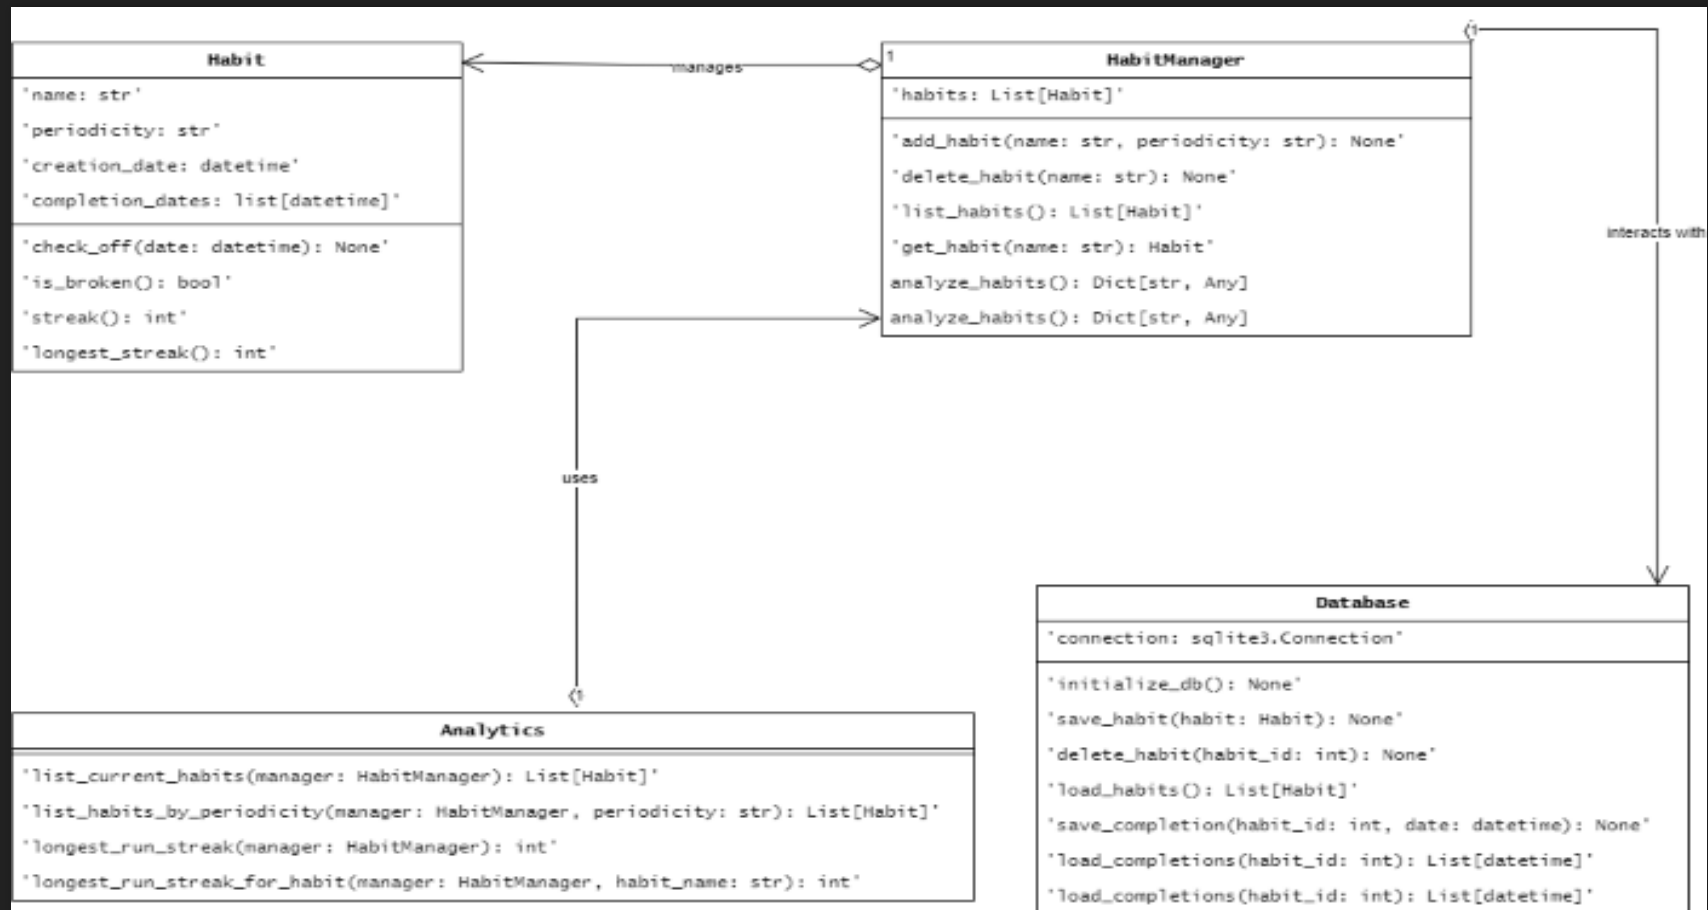 Habit
'name: str'
'periodicity: str'
'creation_date: datetime'
'completion_dates: list[datetime]'
'check_off(date: datetime): None'
'is_broken(): bool'
'streak(): int'
'longest_streak(): int'
manages
1
HabitManager
'habits: List[Habit]'
'add_habit(name: str, periodicity: str): None'
'delete_habit(name: str): None'
'list_habits(): List[Habit]'
'get_habit(name: str): Habit'
analyze_habits(): Dict[str, Any]
analyze_habits(): Dict[str, Any]
1
interacts with
uses
1
Analytics
'list_current_habits(manager: HabitManager): List[Habit]'
'list_habits_by_periodicity(manager: HabitManager, periodicity: str): List[Habit]'
'longest_run_streak(manager: HabitManager): int'
'longest_run_streak_for_habit(manager: HabitManager, habit_name: str): int'
Database
'connection: sqlite3.Connection'
'initialize_db(): None'
'save_habit(habit: Habit): None'
'delete_habit(habit_id: int): None'
'load_habits(): List[Habit]'
'save_completion(habit_id: int, date: datetime): None'
'load_completions(habit_id: int): List[datetime]'
'load_completions(habit_id: int): List[datetime]'